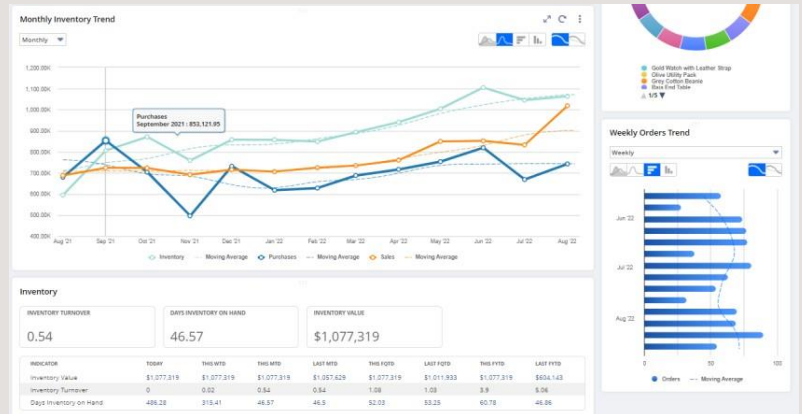 Monthly Inventory Trend
Monthly
1,200.00K
1,100.00K
1,000.00K
900.00K
800.00K
700.00K
600.00K
500.00K
400.00K
Purchases
September 2021 : 853,121.95
Aug '21 Sep '21 Oct '21 Nov '21 Dec '21 Jan '22 Feb '22 Mar '22 Apr '22 May '22 Jun '22 Jul '22 Aug '22
Inventory Moving Average Purchases Moving Average Sales Moving Average
Inventory
INVENTORY TURNOVER
0.54
DAYS INVENTORY ON HAND
46.57
INVENTORY VALUE
$1,077,319
INDICATOR TODAY THIS WTD THIS MTD LAST MTD THIS FQTD LAST FQTD THIS FYTD LAST FYTD
Inventory Value $1,077,319 $1,077,319 $1,077,319 $1,057,629 $1,077,319 $1,011,933 $1,077,319 $604,143
Inventory Turnover 0 0.02 0.54 0.54 1.08 1.03 3.9 5.06
Days Inventory on Hand 486.28 315.41 46.57 46.5 52.03 53.25 60.78 46.86
Gold Watch with Leather Strap
Olive Utility Pack
Grey Cotton Beanie
End Table
1/5
Weekly Orders Trend
Weekly
Jun '22
Jul '22
Aug '22
0 50 100
Orders Moving Average